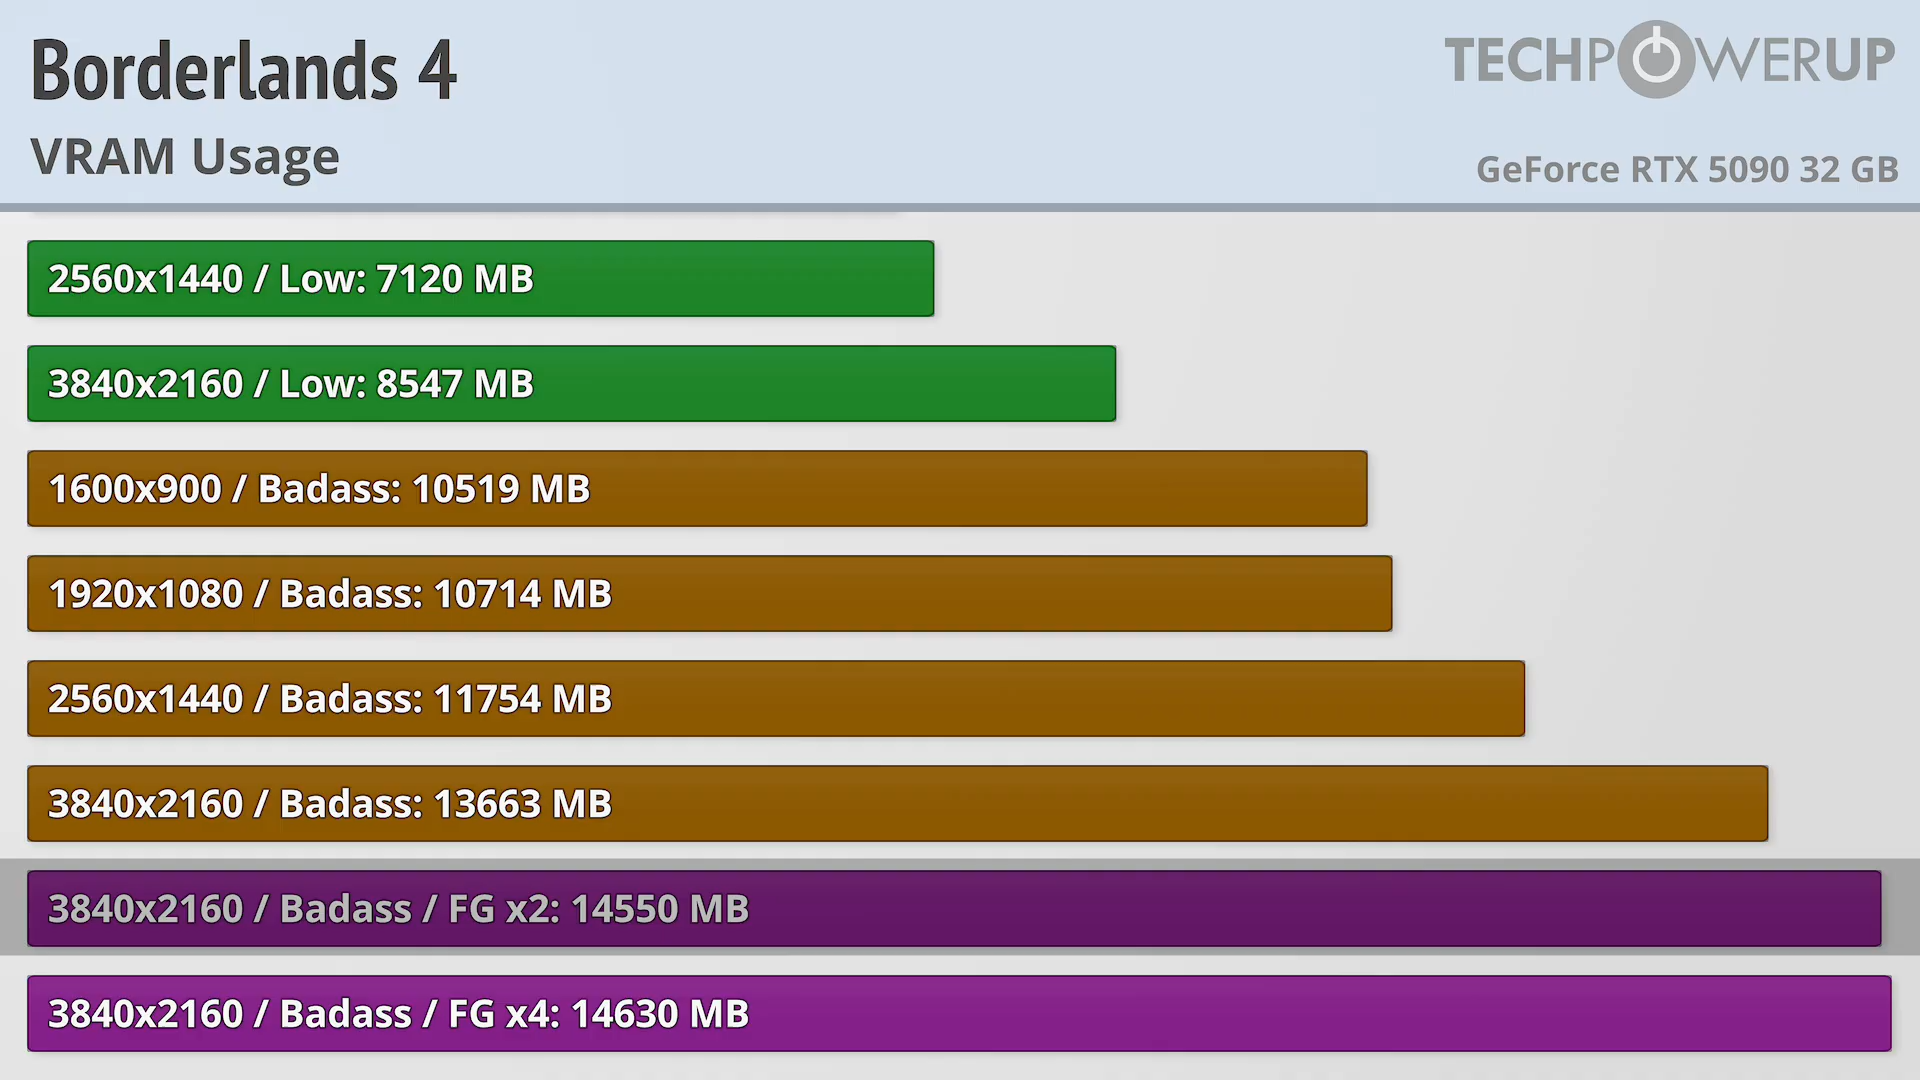 Borderlands 4
TECHPOWERUP
VRAM Usage
GeForce RTX 5090 32 GB
2560x1440 / Low: 7120 MB
3840x2160 / Low: 8547 MB
1600x900 / Badass: 10519 MB
1920x1080 / Badass: 10714 MB
2560x1440 / Badass: 11754 MB
3840x2160 / Badass: 13663 MB
3840x2160 / Badass / FG x2: 14550 MB
3840x2160 / Badass / FG x4: 14630 MB